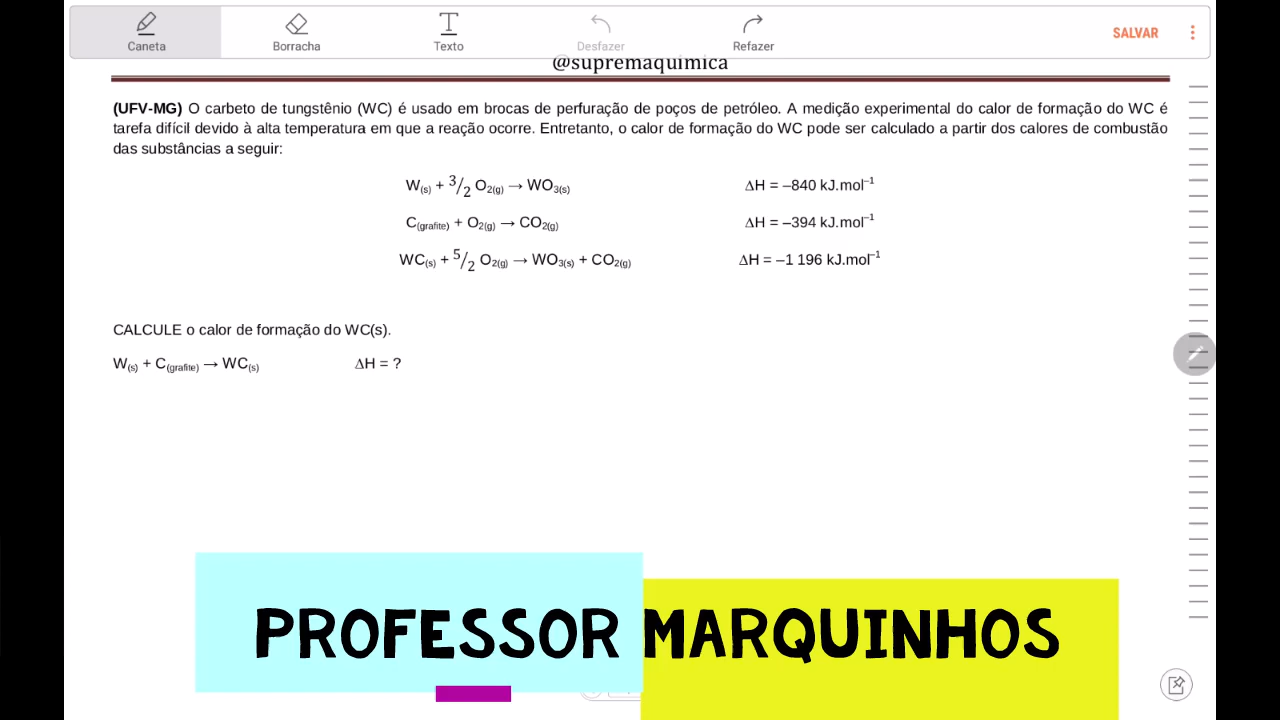 Caneta
Borracha
Texto
Desfazer
Refazer
SALVAR
@supremaquimica
(UFV-MG) O carbeto de tungstênio (WC) é usado em brocas de perfuração de poços de petróleo. A medição experimental do calor de formação do WC é
tarefa difícil devido à alta temperatura em que a reação ocorre. Entretanto, o calor de formação do WC pode ser calculado a partir dos calores de combustão
das substâncias a seguir:
W(s) + 3/2 O2(g) → WO3(s) ΔH = –840 kJ.mol–1
C(grafite) + O2(g) → CO2(g) ΔH = –394 kJ.mol–1
WC(s) + 5/2 O2(g) → WO3(s) + CO2(g) ΔH = –1 196 kJ.mol–1
CALCULE o calor de formação do WC(s).
W(s) + C(grafite) → WC(s) ΔH = ?
PROFESSOR MARQUINHOS